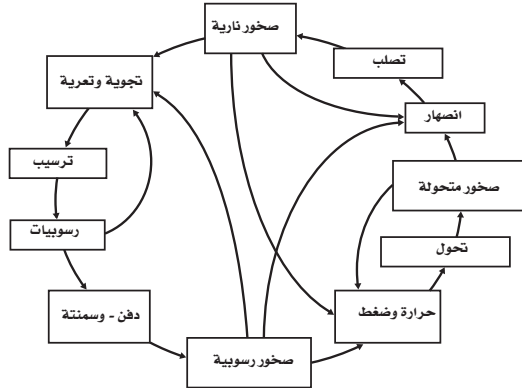 صخور نارية
تصلب
تجوية وتعرية
انصهار
ترسيب
صخور متحولة
رسوبيات
تحول
دفن - وسمنتة
حرارة وضغط
صخور رسوبية